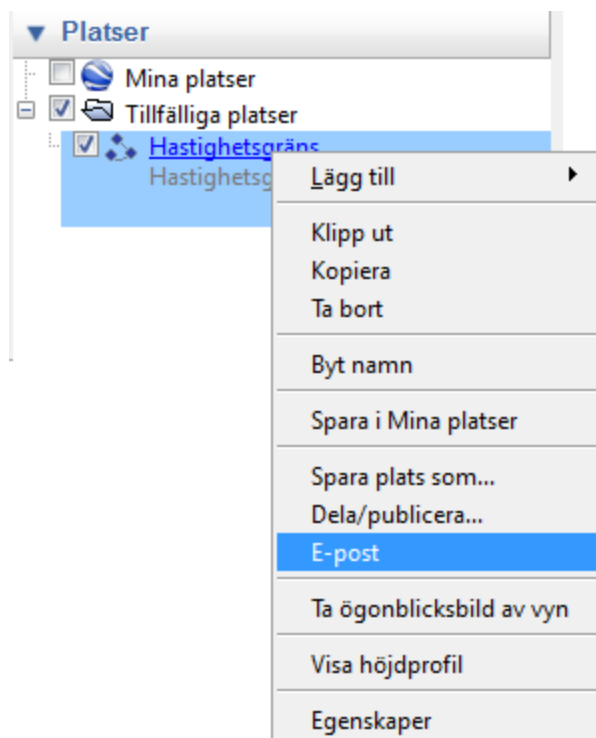 Platser
Mina platser
Tillfälliga platser
Hastighetsgräns
Lägg till
Klipp ut
Kopiera
Ta bort
Byt namn
Spara i Mina platser
Spara plats som...
Dela/publicera...
E-post
Ta ögonblicksbild av vyn
Visa höjdprofil
Egenskaper